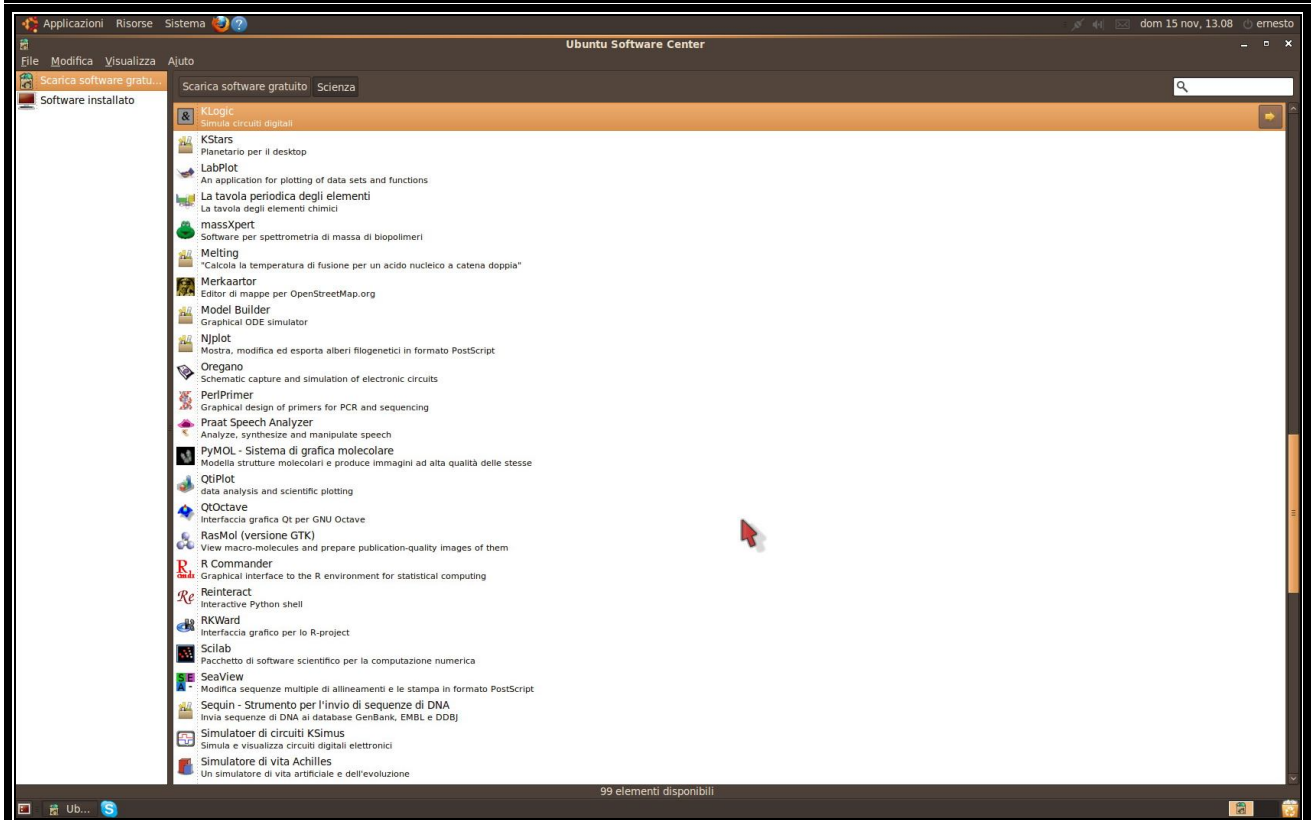 Applicazioni Risorse Sistema dom 15 nov, 13.08 ernesto
Ubuntu Software Center
File Modifica Visualizza Aiuto
Scarica software gratu...
Software installato
Scarica software gratuito Scienza
KLogic
Simula circuiti digitali
KStars
Planetario per il desktop
LabPlot
An application for plotting of data sets and functions
La tavola periodica degli elementi
La tavola degli elementi chimici
massXpert
Software per spettrometria di massa di biopolimeri
Melting
"Calcola la temperatura di fusione per un acido nucleico a catena doppia"
Merkaartor
Editor di mappe per OpenStreetMap.org
Model Builder
Graphical ODE simulator
NJplot
Mostra, modifica ed esporta alberi filogenetici in formato PostScript
Oregano
Schematic capture and simulation of electronic circuits
PerlPrimer
Graphical design of primers for PCR and sequencing
Praat Speech Analyzer
Analyze, synthesize and manipulate speech
PyMOL - Sistema di grafica molecolare
Modella strutture molecolari e produce immagini ad alta qualità delle stesse
QtiPlot
data analysis and scientific plotting
QtOctave
Interfaccia grafica Qt per GNU Octave
RasMol (versione GTK)
View macro-molecules and prepare publication-quality images of them
R Commander
Graphical interface to the R environment for statistical computing
Reinteract
Interactive Python shell
RKWard
Interfaccia grafico per lo R-project
Scilab
Pacchetto di software scientifico per la computazione numerica
SeaView
Modifica sequenze multiple di allineamenti e le stampa in formato PostScript
Sequin - Strumento per l'invio di sequenze di DNA
Invia sequenze di DNA ai database GenBank, EMBL e DDBJ
Simulatoer di circuiti KSimus
Simula e visualizza circuiti digitali elettronici
Simulatore di vita Achilles
Un simulatore di vita artificiale e dell'evoluzione
99 elementi disponibili
Ub...